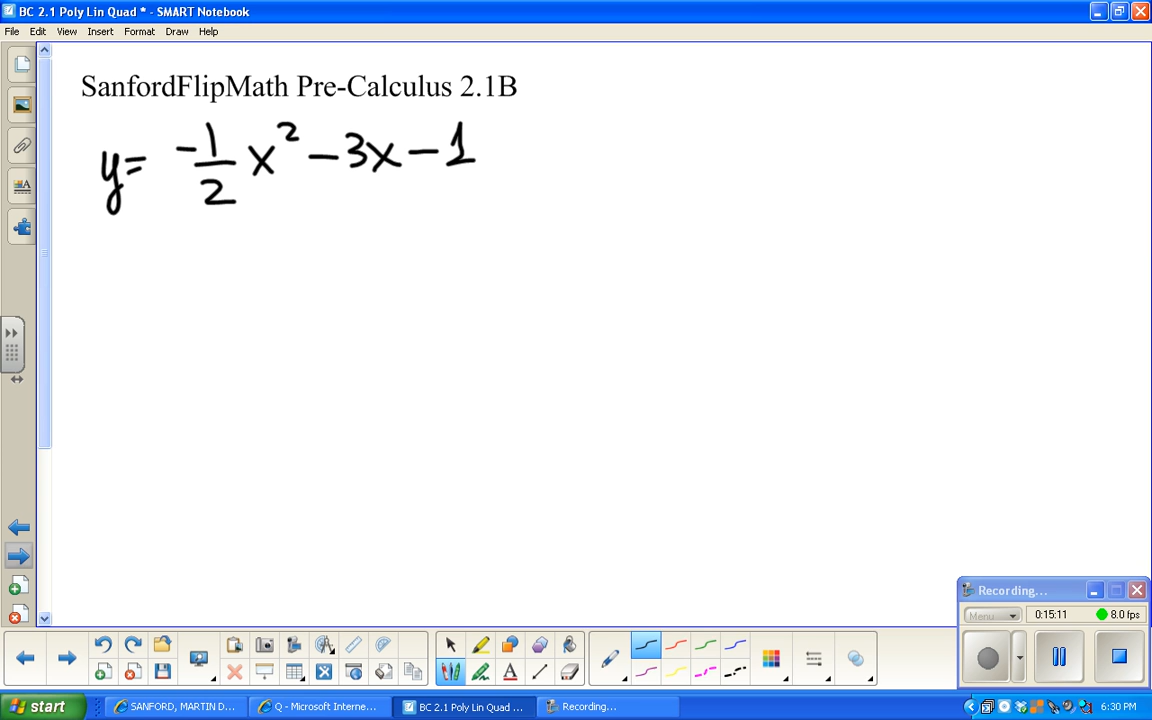 BC 2.1 Poly Lin Quad * - SMART Notebook
File Edit View Insert Format Draw Help
SanfordFlipMath Pre-Calculus 2.1B
y= -1/2 x² -3x -1
Recording...
Menu 0:15:11 8.0 fps
start SANFORD, MARTIN D... Q - Microsoft Interne... BC 2.1 Poly Lin Quad ... Recording... 6:30 PM